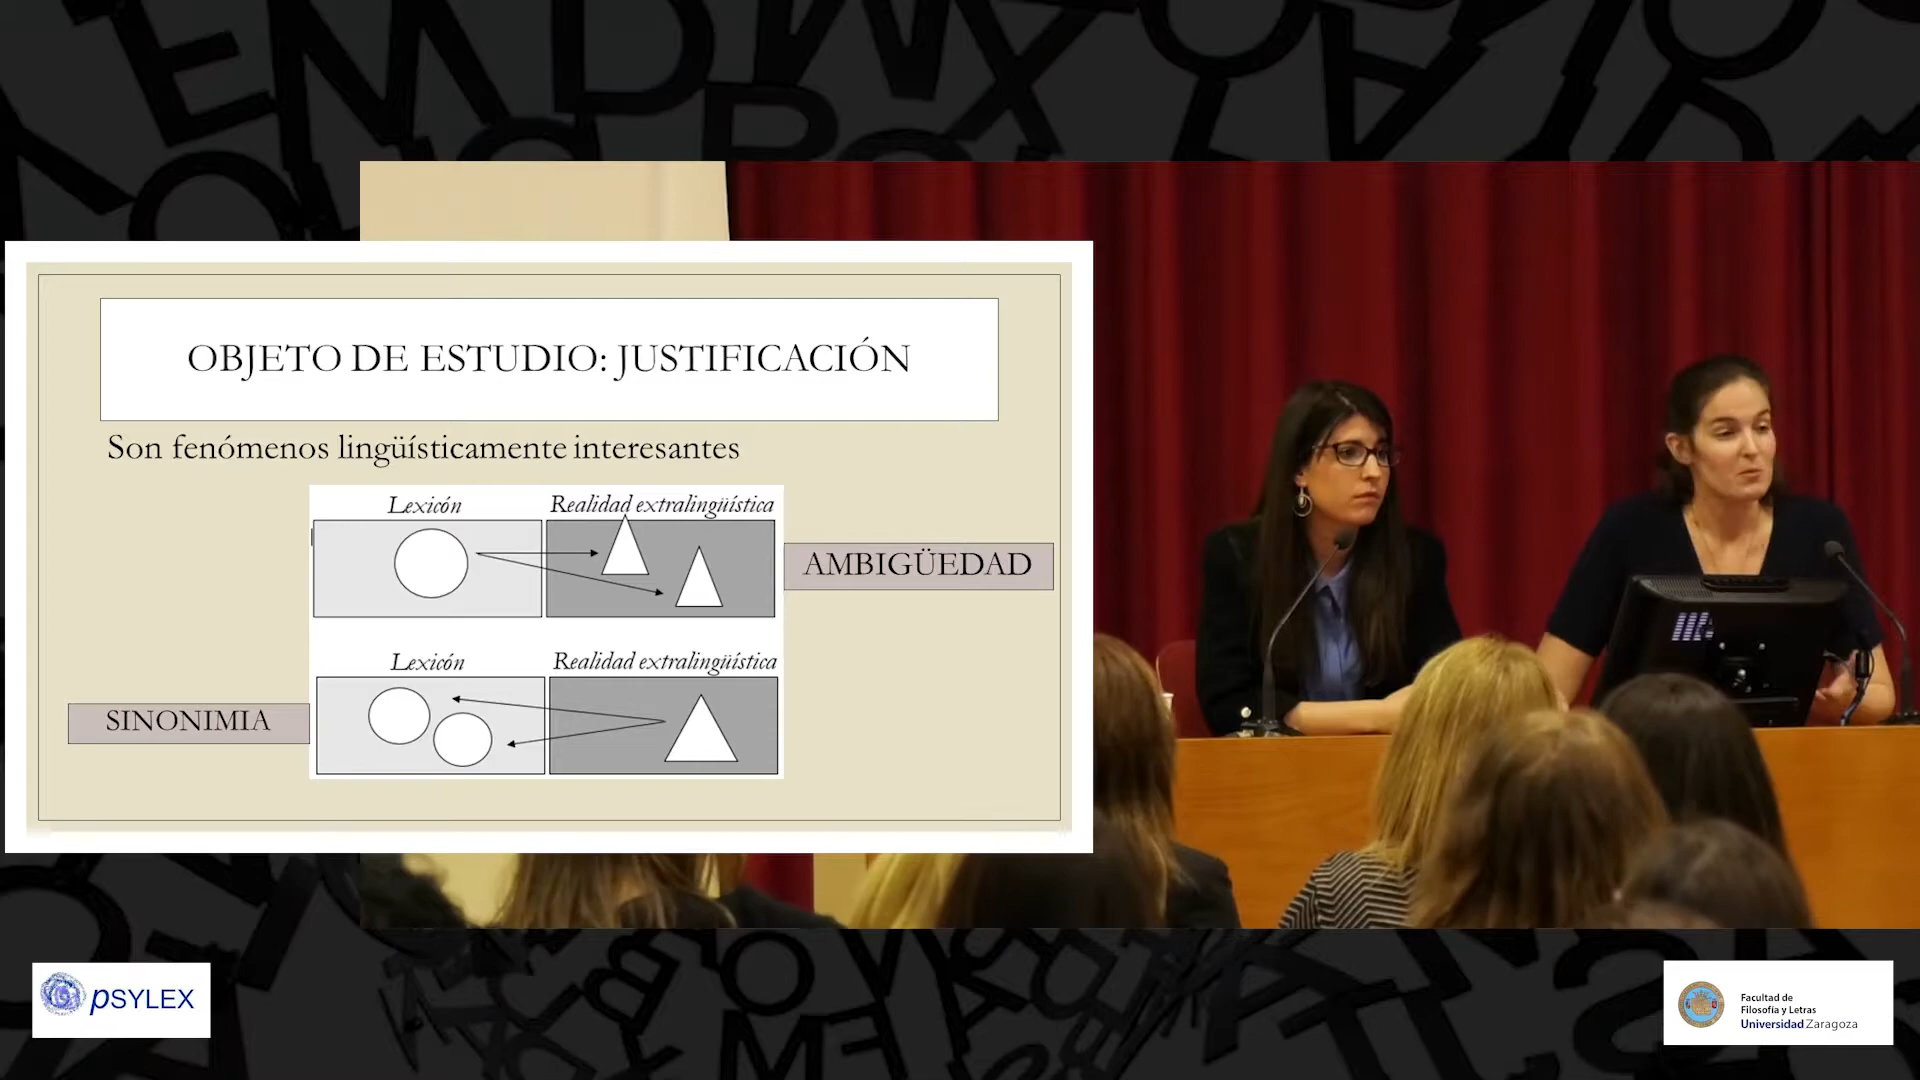 OBJETO DE ESTUDIO: JUSTIFICACIÓN
Son fenómenos lingüísticamente interesantes
Lexicón
Realidad extralingüística
AMBIGÜEDAD
Lexicón
Realidad extralingüística
SINONIMIA
PSYLEX
Facultad de
Filosofía y Letras
Universidad Zaragoza